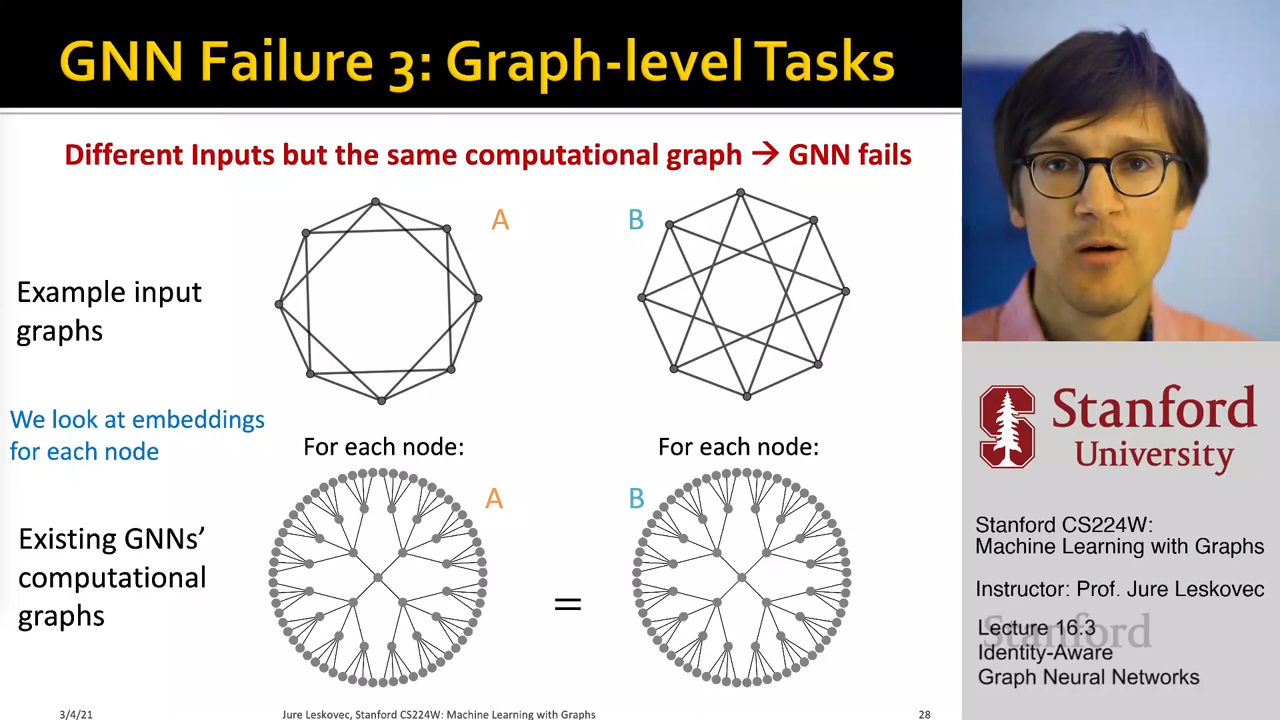 GNN Failure 3: Graph-level Tasks
Different Inputs but the same computational graph → GNN fails
A
B
Example input
graphs
We look at embeddings
for each node
For each node:
For each node:
A
B
Existing GNNs’
computational
graphs
=
3/4/21
Jure Leskovec, Stanford CS224W: Machine Learning with Graphs
28
S
Stanford
University
Stanford CS224W:
Machine Learning with Graphs
Instructor: Prof. Jure Leskovec
Stanford
Lecture 16.3
Identity-Aware
Graph Neural Networks